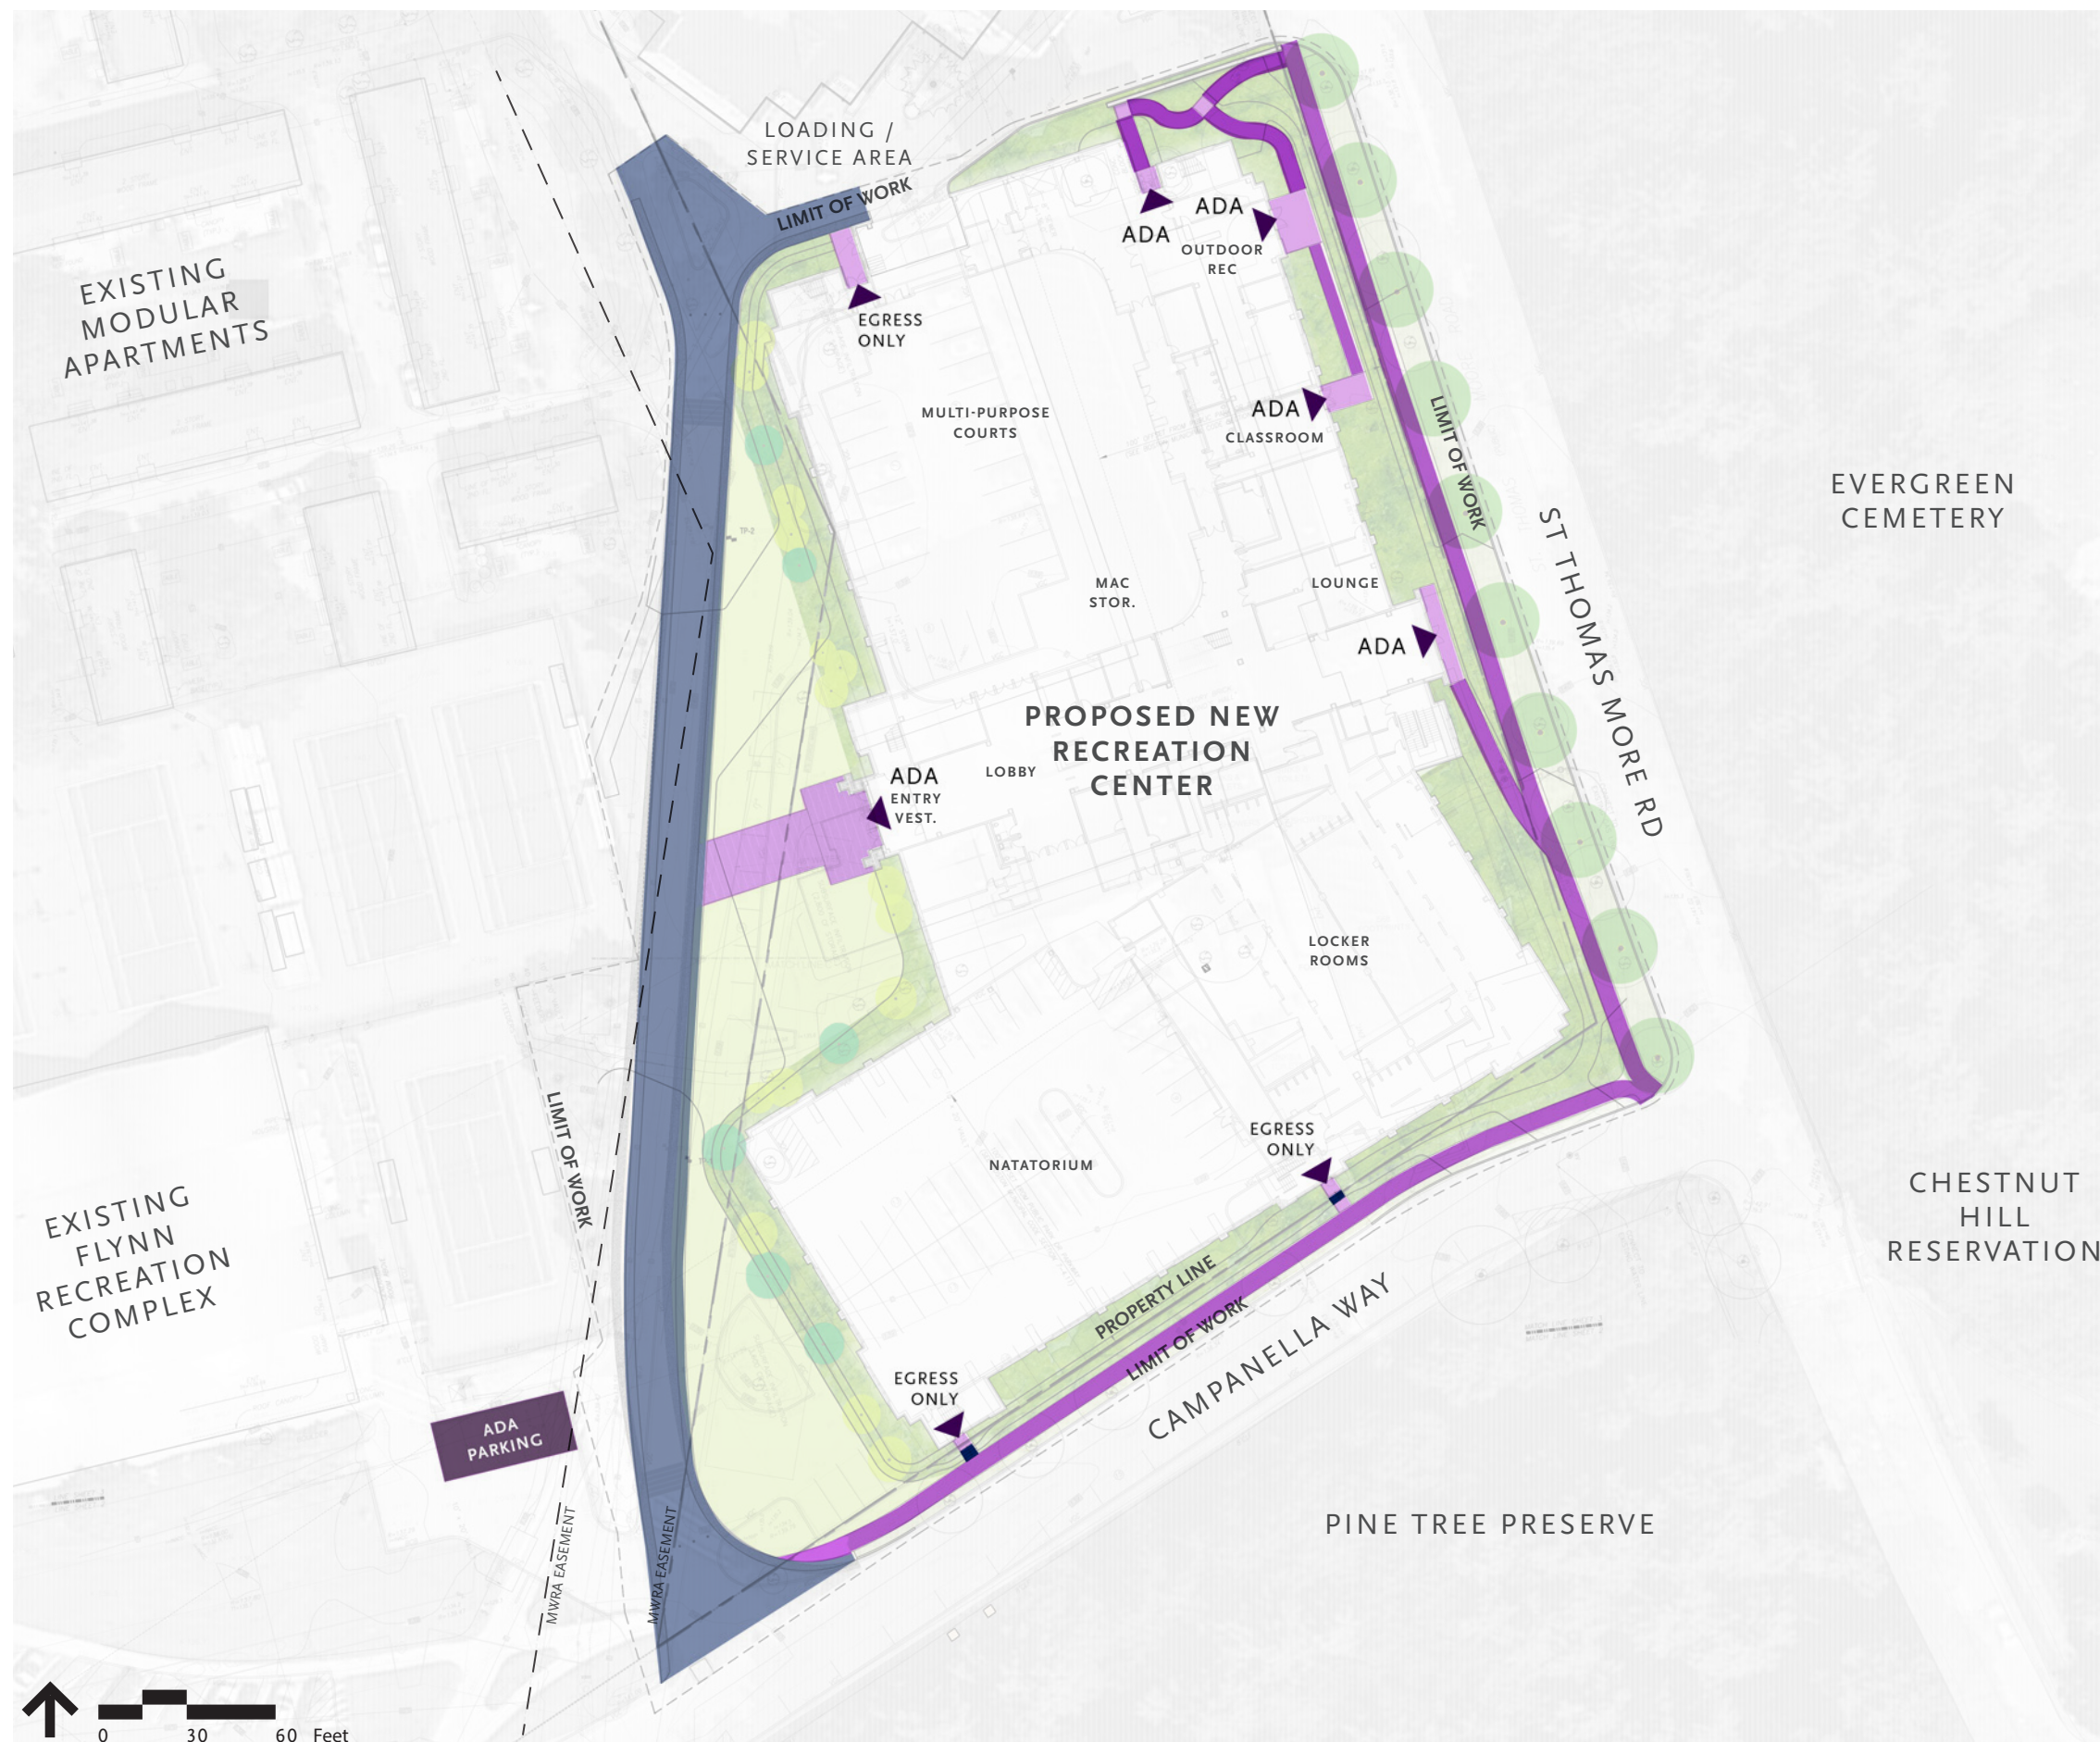 LOADING /
SERVICE AREA
LIMIT OF WORK
ADA
ADA
OUTDOOR
REC
EXISTING
MODULAR
APARTMENTS
EGRESS
ONLY
MULTI-PURPOSE
COURTS
ADA
CLASSROOM
LIMIT OF WORK
EVERGREEN
CEMETERY
ST THOMAS MORE RD
TP-2
MAC
STOR.
LOUNGE
ADA
PROPOSED NEW
RECREATION
CENTER
LOBBY
ADA
ENTRY
VEST.
LOCKER
ROOMS
LIMIT OF WORK
EGRESS
ONLY
NATATORIUM
CHESTNUT
HILL
RESERVATION
EXISTING
FLYNN
RECREATION
COMPLEX
PROPERTY LINE
LIMIT OF WORK
CAMPANELLA WAY
EGRESS
ONLY
ADA
PARKING
MWRA EASEMENT
MWRA EASEMENT
PINE TREE PRESERVE
0 30 60 Feet